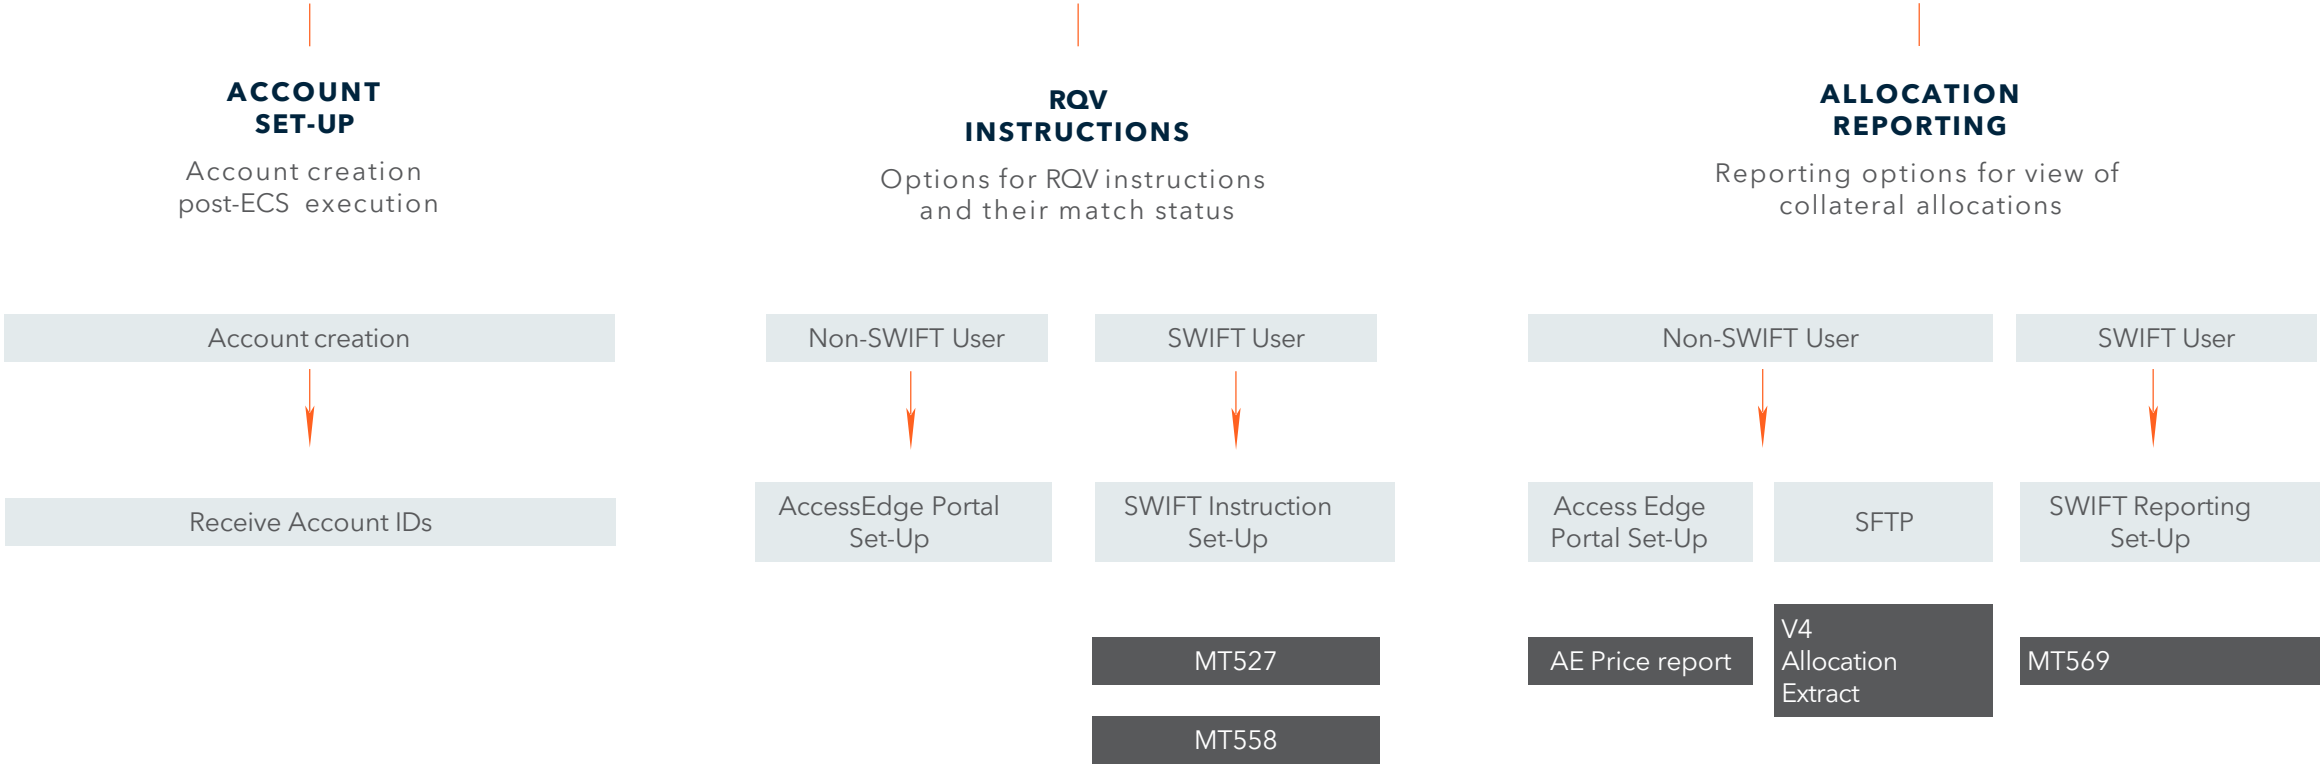 ACCOUNT
SET-UP
Account creation
post-ECS execution
Account creation
Receive Account IDs
RQV
INSTRUCTIONS
Options for RQV instructions
and their match status
Non-SWIFT User
SWIFT User
AccessEdge Portal
Set-Up
SWIFT Instruction
Set-Up
MT527
MT558
ALLOCATION
REPORTING
Reporting options for view of
collateral allocations
Non-SWIFT User
SWIFT User
Access Edge
Portal Set-Up
SFTP
SWIFT Reporting
Set-Up
AE Price report
V4
Allocation
Extract
MT569